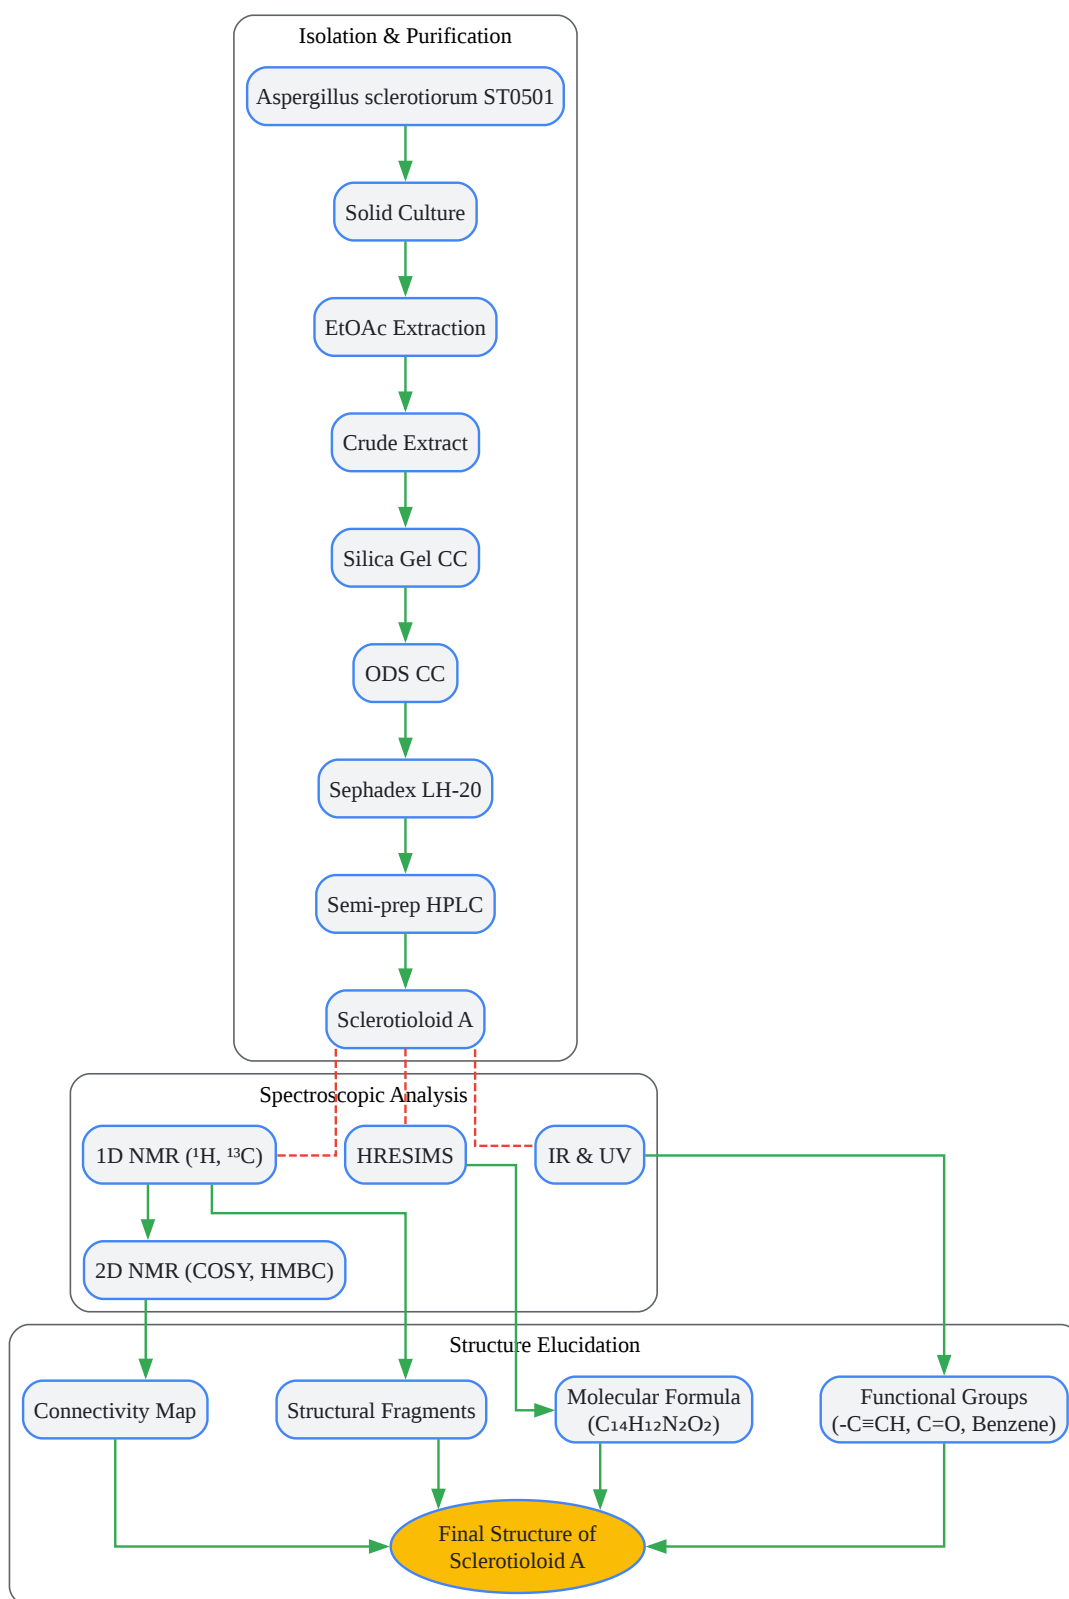 Isolation & Purification
Aspergillus sclerotiorum ST0501
Solid Culture
EtOAc Extraction
Crude Extract
Silica Gel CC
ODS CC
Sephadex LH-20
Semi-prep HPLC
Sclerotioloid A
Spectroscopic Analysis
1D NMR (¹H, ¹³C)
HRESIMS
IR & UV
2D NMR (COSY, HMBC)
Structure Elucidation
Connectivity Map
Structural Fragments
Molecular Formula
(C₁₄H₁₂N₂O₂)
Functional Groups
(-C≡CH, C=O, Benzene)
Final Structure of
Sclerotioloid A